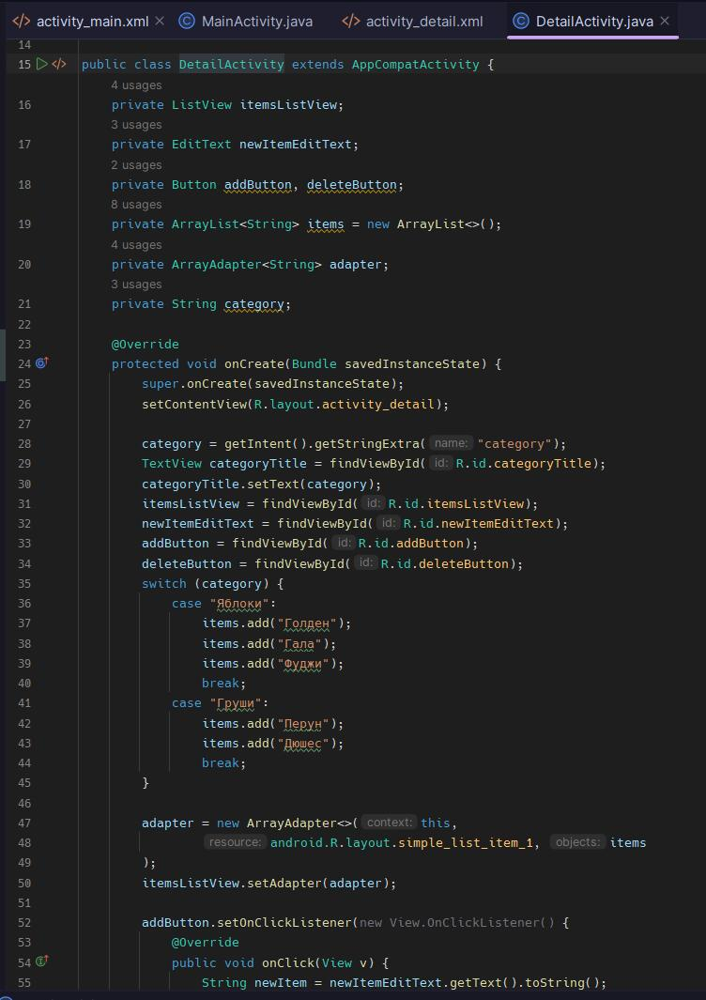 activity_main.xml MainActivity.java activity_detail.xml DetailActivity.java
14
15 public class DetailActivity extends AppCompatActivity {
4 usages
16 private ListView itemsListView;
3 usages
17 private EditText newItemEditText;
2 usages
18 private Button addButton, deleteButton;
8 usages
19 private ArrayList<String> items = new ArrayList<>();
4 usages
20 private ArrayAdapter<String> adapter;
3 usages
21 private String category;
22
23 @Override
24 protected void onCreate(Bundle savedInstanceState) {
25 super.onCreate(savedInstanceState);
26 setContentView(R.layout.activity_detail);
27
28 category = getIntent().getStringExtra( name: "category");
29 TextView categoryTitle = findViewById( id: R.id.categoryTitle);
30 categoryTitle.setText(category);
31 itemsListView = findViewById( id: R.id.itemsListView);
32 newItemEditText = findViewById( id: R.id.newItemEditText);
33 addButton = findViewById( id: R.id.addButton);
34 deleteButton = findViewById( id: R.id.deleteButton);
35 switch (category) {
36 case "Яблоки":
37 items.add("Голден");
38 items.add("Гала");
39 items.add("Фуджи");
40 break;
41 case "Груши":
42 items.add("Перун");
43 items.add("Дюшес");
44 break;
45 }
46
47 adapter = new ArrayAdapter<>( context: this,
48 resource: android.R.layout.simple_list_item_1, objects: items
49 );
50 itemsListView.setAdapter(adapter);
51
52 addButton.setOnClickListener(new View.OnClickListener() {
53 @Override
54 public void onClick(View v) {
55 String newItem = newItemEditText.getText().toString();